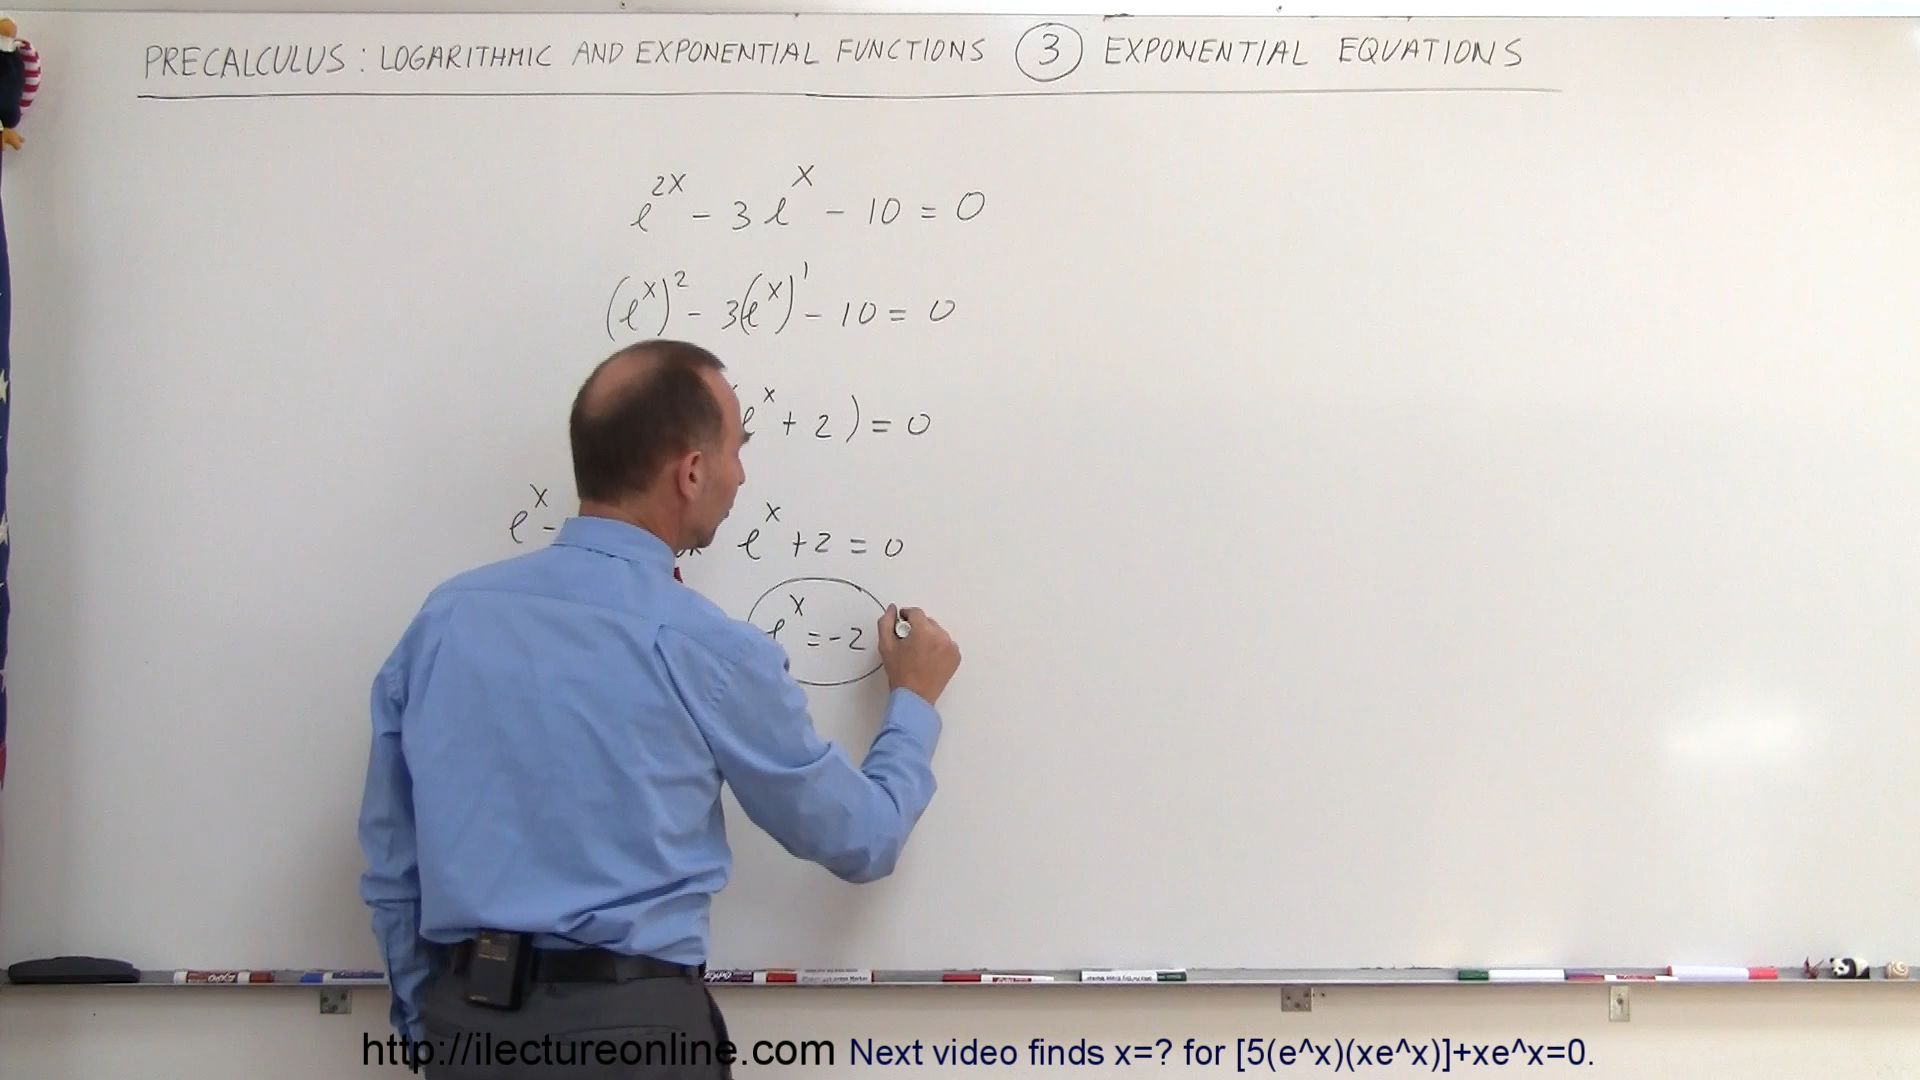 PRECALCULUS: LOGARITHMIC AND EXPONENTIAL FUNCTIONS ③ EXPONENTIAL EQUATIONS
e^2x - 3e^x - 10 = 0
(e^x)^2 - 3(e^x)^1 - 10 = 0
e^x + 2) = 0
e^x - e^x + 2 = 0
e^x = -2
EXPO
http://ilectureonline.com Next video finds x=? for [5(e^x)(xe^x)]+xe^x=0.